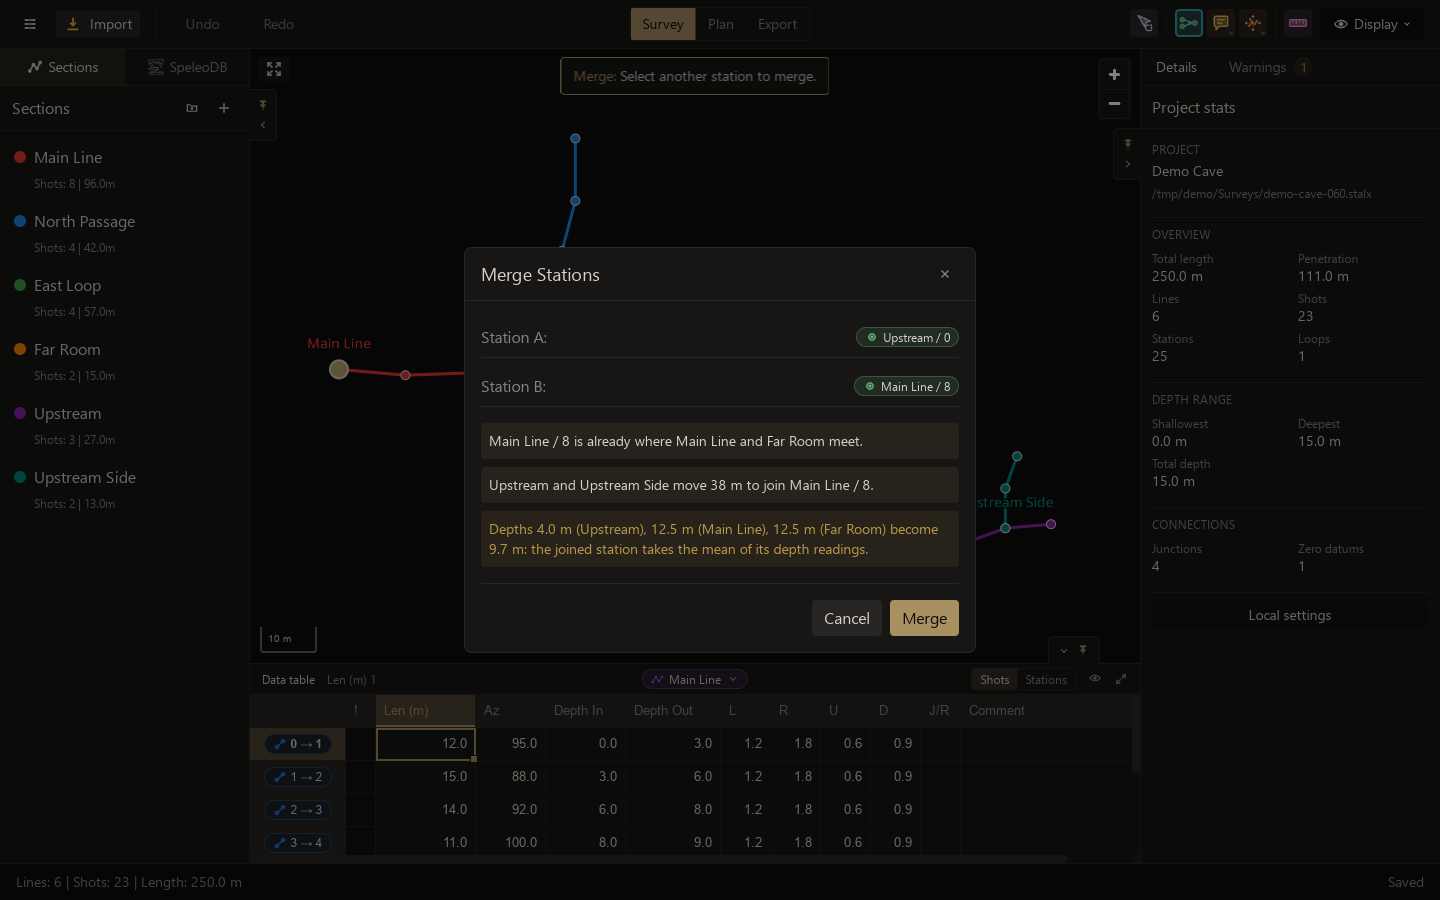 Import
Undo
Redo
Survey
Plan
Export
Display
Sections
SpeleoDB
Merge: Select another station to merge.
Details
Warnings 1
Sections
Project stats
Main Line
Shots: 8 | 96.0m
North Passage
Shots: 4 | 42.0m
East Loop
Shots: 4 | 57.0m
Far Room
Shots: 2 | 15.0m
Upstream
Shots: 3 | 27.0m
Upstream Side
Shots: 2 | 13.0m
Main Line
stream Side
10 m
Merge Stations
Station A:
Upstream / 0
Station B:
Main Line / 8
Main Line / 8 is already where Main Line and Far Room meet.
Upstream and Upstream Side move 38 m to join Main Line / 8.
Depths 4.0 m (Upstream), 12.5 m (Main Line), 12.5 m (Far Room) become
9.7 m: the joined station takes the mean of its depth readings.
Cancel
Merge
PROJECT
Demo Cave
/tmp/demo/Surveys/demo-cave-060.stalx
OVERVIEW
Total length
Penetration
250.0 m
111.0 m
Lines
Shots
6
23
Stations
Loops
25
1
DEPTH RANGE
Shallowest
Deepest
0.0 m
15.0 m
Total depth
15.0 m
CONNECTIONS
Junctions
Zero datums
4
1
Local settings
Data table
Len (m) 1
Main Line
Shots
Stations
! Len (m) Az Depth In Depth Out L R U D J/R Comment
0 → 1 12.0 95.0 0.0 3.0 1.2 1.8 0.6 0.9
1 → 2 15.0 88.0 3.0 6.0 1.2 1.8 0.6 0.9
2 → 3 14.0 92.0 6.0 8.0 1.2 1.8 0.6 0.9
3 → 4 11.0 100.0 8.0 9.0 1.2 1.8 0.6 0.9
Lines: 6 | Shots: 23 | Length: 250.0 m
Saved